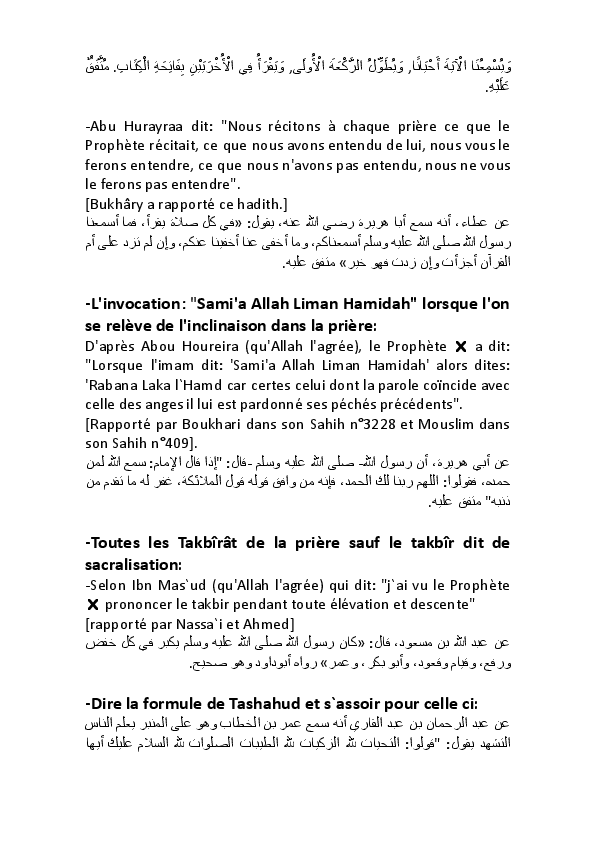 وَيُسْمِعُنَا الْآيَةَ أَحْيَانًا, وَيُطَوِّلُ الرَّكْعَةَ الْأُولَى, وَيَقْرَأُ فِي الْأُخْرَيَيْنِ بِفَاتِحَةِ الْكِتَابِ. مُتَّفَقٌ
عَلَيْهِ.
-Abu Hurayraa dit: "Nous récitons à chaque prière ce que le
Prophète récitait, ce que nous avons entendu de lui, nous vous le
ferons entendre, ce que nous n'avons pas entendu, nous ne vous
le ferons pas entendre".
[Bukhâry a rapporté ce hadith.]
عن عطاء، أنه سمع أبا هريرة رضي الله عنه، يقول: «في كل صلاة يقرأ، فما أسمعنا
رسول الله صلى الله عليه وسلم أسمعناكم، وما أخفى عنا أخفينا عنكم، وإن لم تزد على أم
القرآن أجزأت وإن زدت فهو خير» متفق عليه.
-L'invocation: "Sami'a Allah Liman Hamidah" lorsque l'on
se relève de l'inclinaison dans la prière:
D'après Abou Houreira (qu'Allah l'agrée), le Prophète ✗ a dit:
"Lorsque l'imam dit: 'Sami'a Allah Liman Hamidah' alors dites:
'Rabana Laka l`Hamd car certes celui dont la parole coïncide avec
celle des anges il lui est pardonné ses péchés précédents".
[Rapporté par Boukhari dans son Sahih n°3228 et Mouslim dans
son Sahih n°409].
عن أبي هريرة، أن رسول الله- صلى الله عليه وسلم -قال: "إذا قال الإمام: سمع الله لمن
حمده، فقولوا: اللهم ربنا لك الحمد، فإنه من وافق قوله قول الملائكة، غفر له ما تقدم من
ذنبه" متفق عليه.
-Toutes les Takbîrât de la prière sauf le takbîr dit de
sacralisation:
-Selon Ibn Mas`ud (qu'Allah l'agrée) qui dit: "j`ai vu le Prophète
✗ prononcer le takbir pendant toute élévation et descente"
[rapporté par Nassa`i et Ahmed]
عن عبد الله بن مسعود، قال: «كان رسول الله صلى الله عليه وسلم يكبر في كل خفض
ورفع، وقيام وقعود، وأبو بكر، وعمر» رواه أبوداود وهو صحيح.
-Dire la formule de Tashahud et s`assoir pour celle ci:
عن عبد الرحمان بن عبد القاري أنه سمع عمر بن الخطاب وهو على المنبر يعلم الناس
التشهد يقول: "قولوا: التحيات لله الزكيات لله الطيبات الصلوات لله السلام عليك أيها